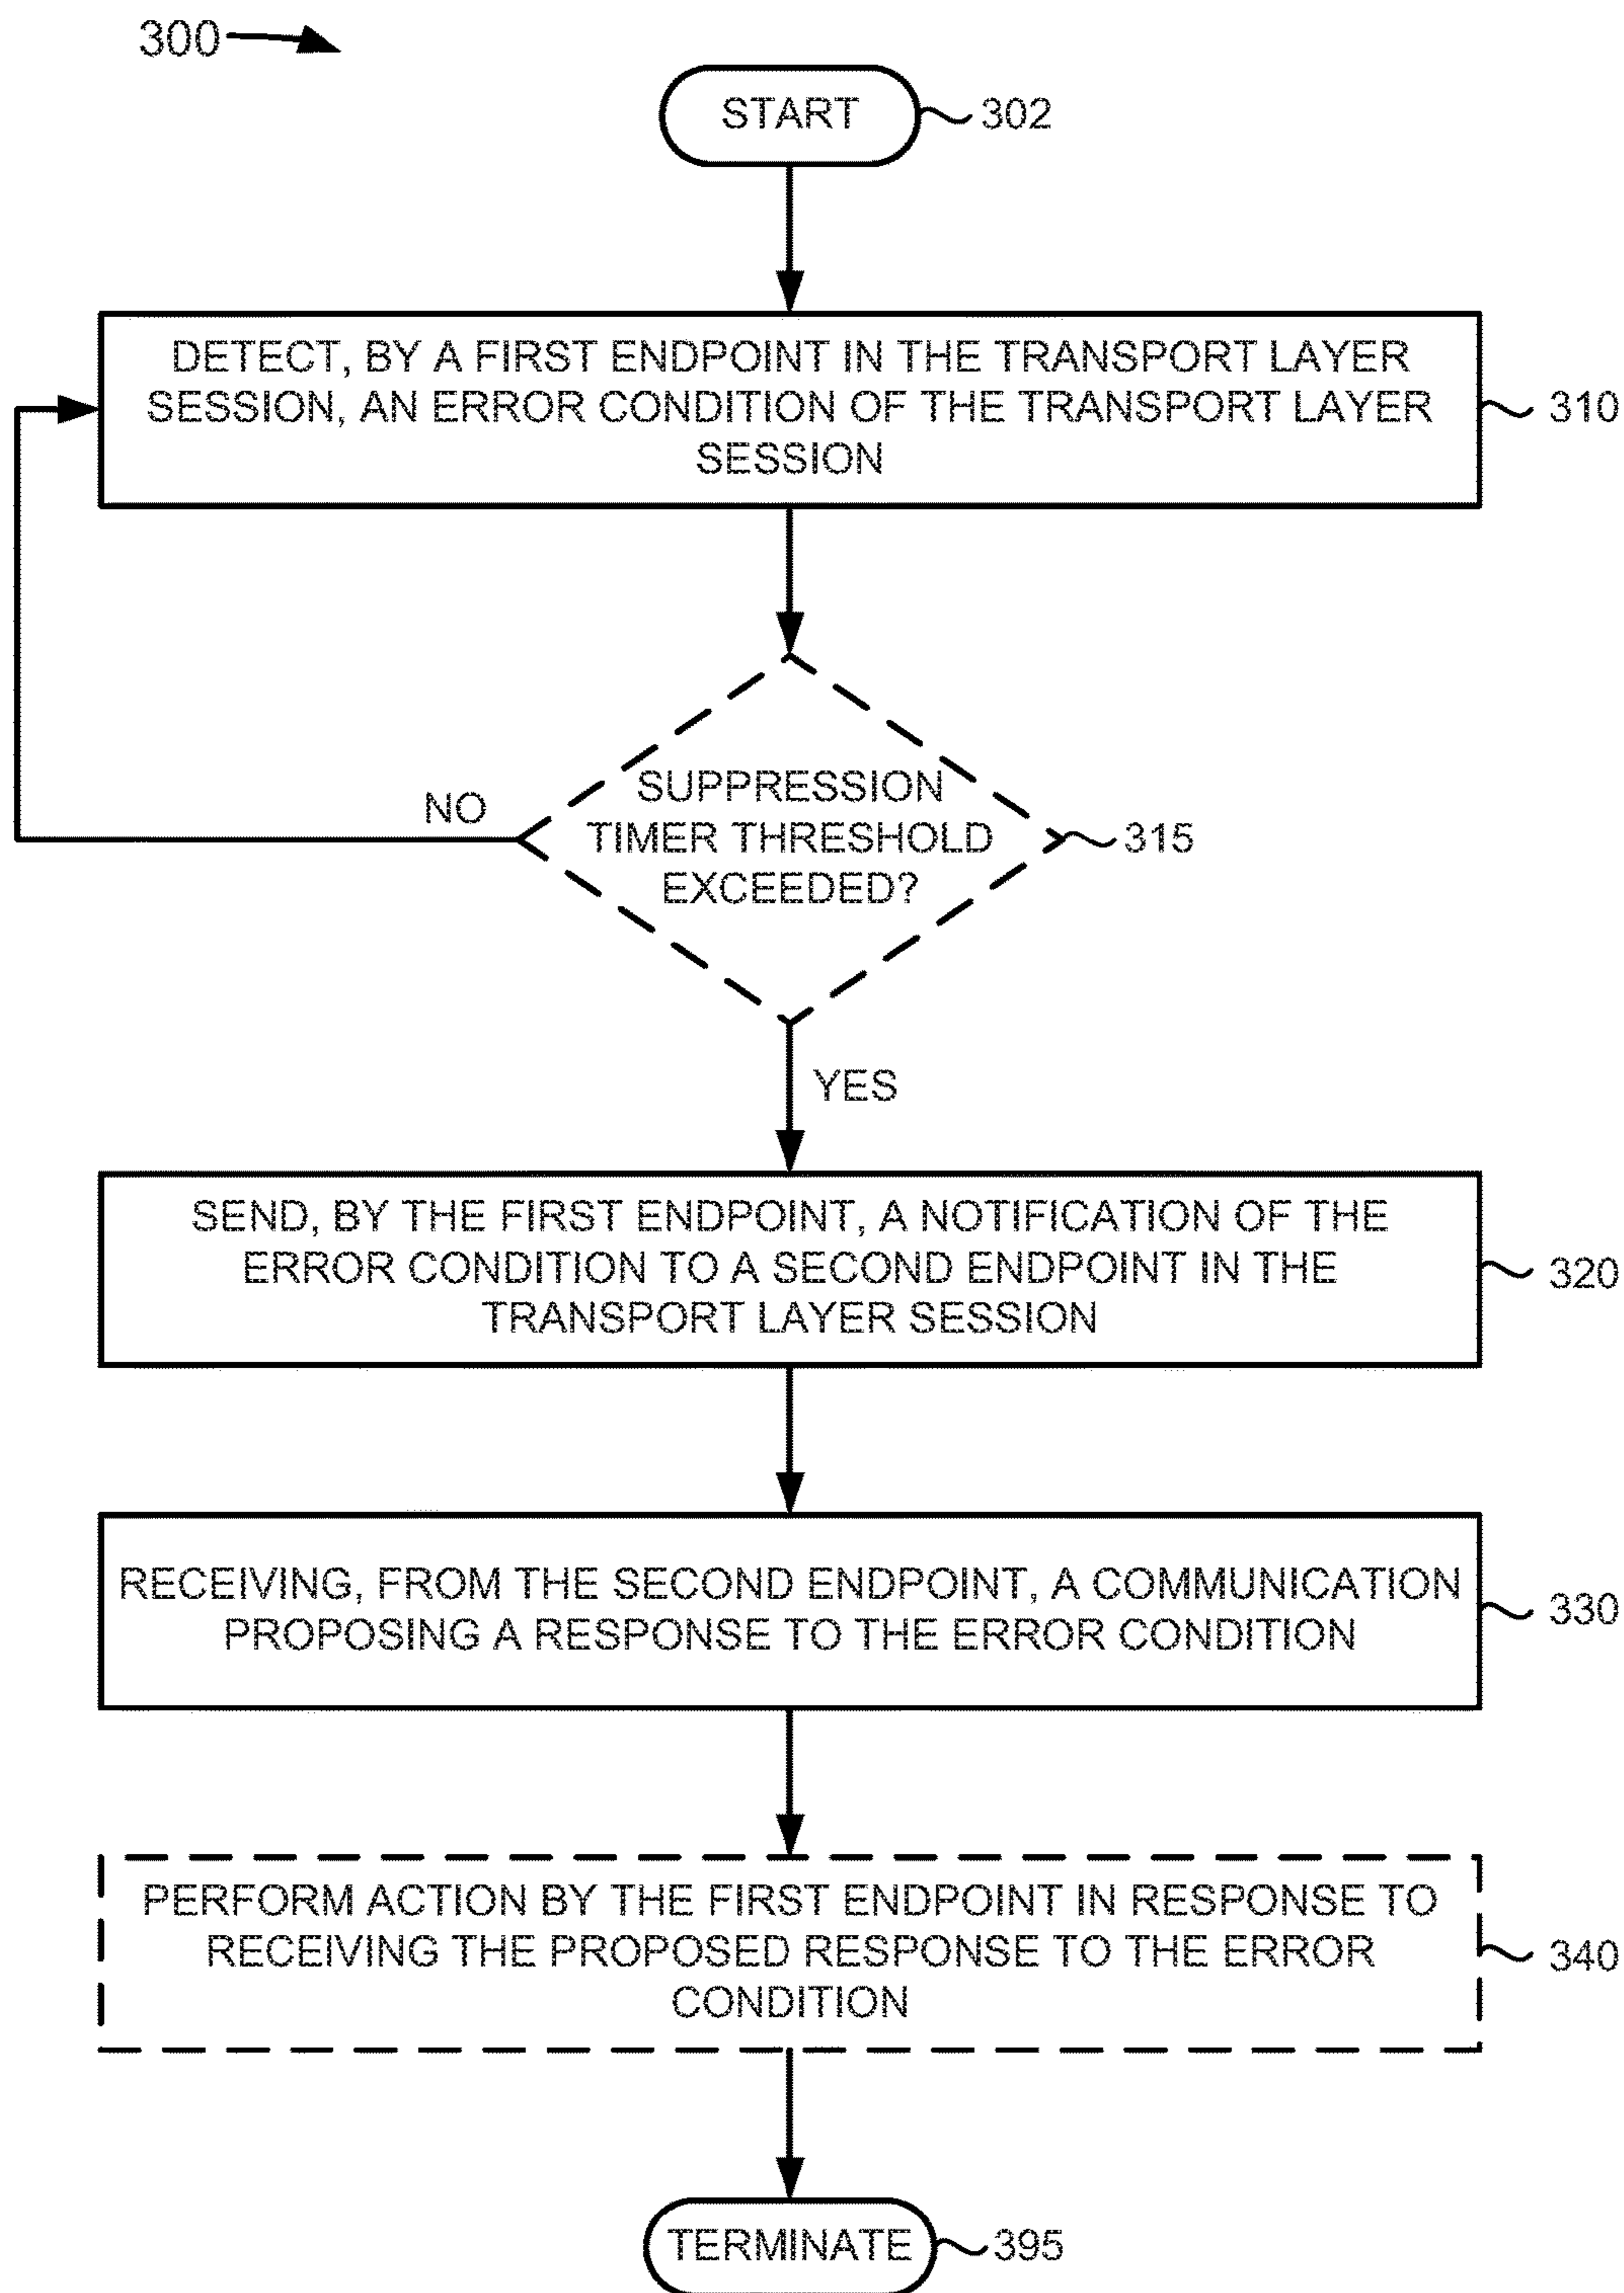 300
START
302
DETECT, BY A FIRST ENDPOINT IN THE TRANSPORT LAYER
SESSION, AN ERROR CONDITION OF THE TRANSPORT LAYER
SESSION
310
SUPPRESSION
TIMER THRESHOLD
EXCEEDED?
315
NO
YES
SEND, BY THE FIRST ENDPOINT, A NOTIFICATION OF THE
ERROR CONDITION TO A SECOND ENDPOINT IN THE
TRANSPORT LAYER SESSION
320
RECEIVING, FROM THE SECOND ENDPOINT, A COMMUNICATION
PROPOSING A RESPONSE TO THE ERROR CONDITION
330
PERFORM ACTION BY THE FIRST ENDPOINT IN RESPONSE TO
RECEIVING THE PROPOSED RESPONSE TO THE ERROR
CONDITION
340
TERMINATE
395